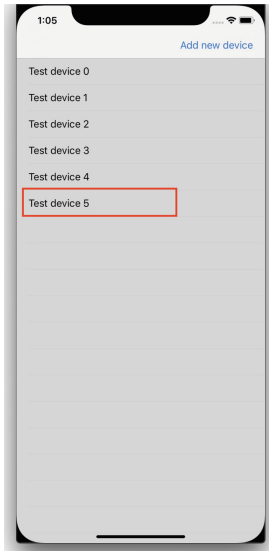 1:05
Add new device
Test device 0
Test device 1
Test device 2
Test device 3
Test device 4
Test device 5